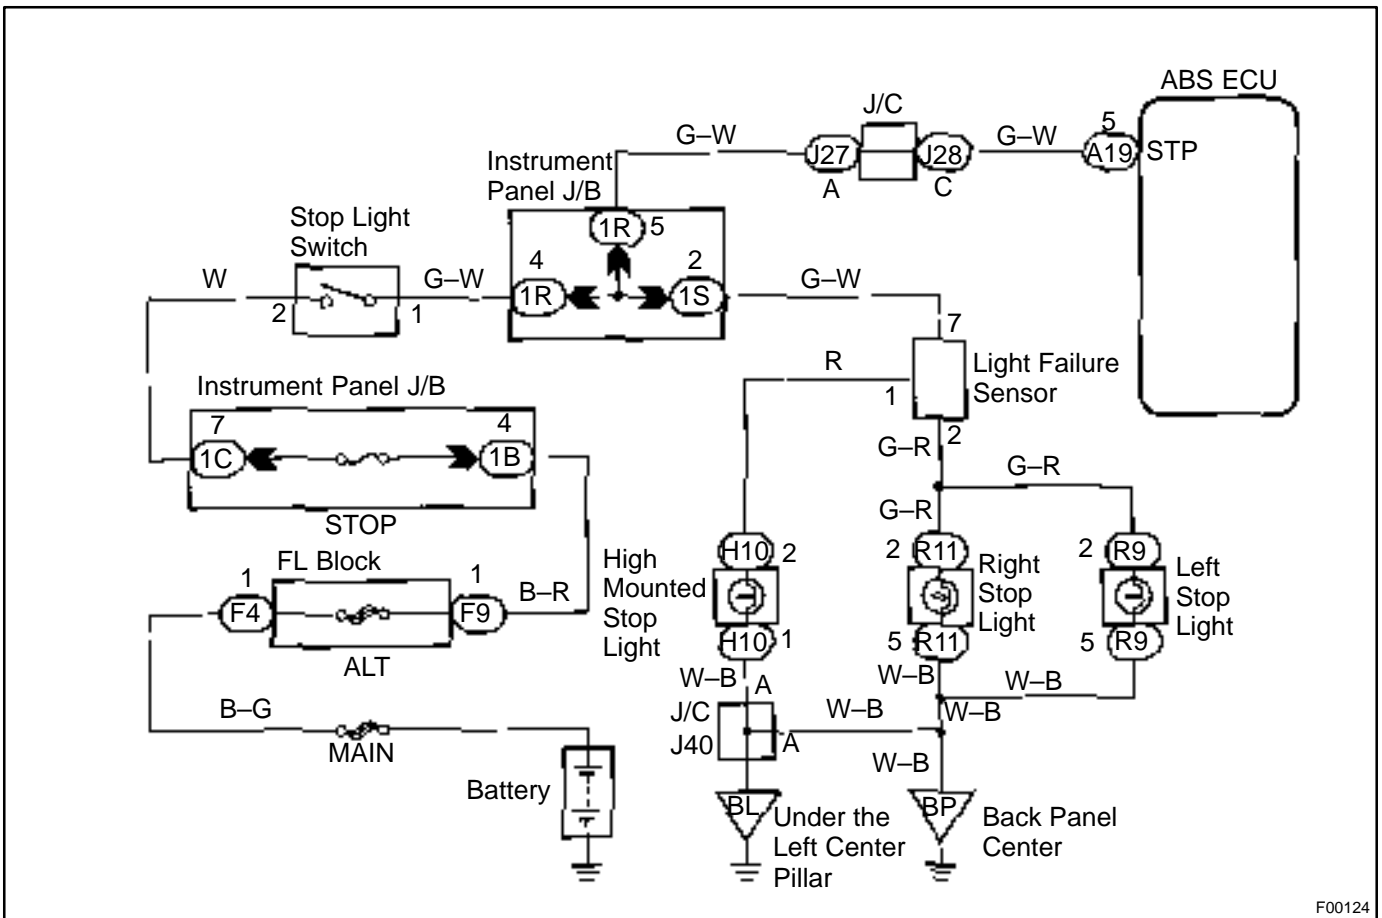 ABS ECU
J/C
5
G–W
G–W
J27
J28
A19
STP
A
C
Instrument
Panel J/B
1R
5
Stop Light
Switch
4
2
W
G–W
1R
1S
G–W
2
1
7
R
Light Failure
Sensor
1
2
Instrument Panel J/B
7
4
1C
1B
STOP
G–R
G–R
G–R
H10
2
2
R11
2
R9
High
Mounted
Stop
Light
Right
Stop
Light
Left
Stop
Light
H10
1
5
R11
5
R9
FL Block
1
1
B–R
F4
F9
ALT
W–B
A
W–B
W–B
J/C
J40
W–B
W–B
A
B–G
MAIN
W–B
Battery
BL
Under the
Left Center
Pillar
BP
Back Panel
Center
F00124